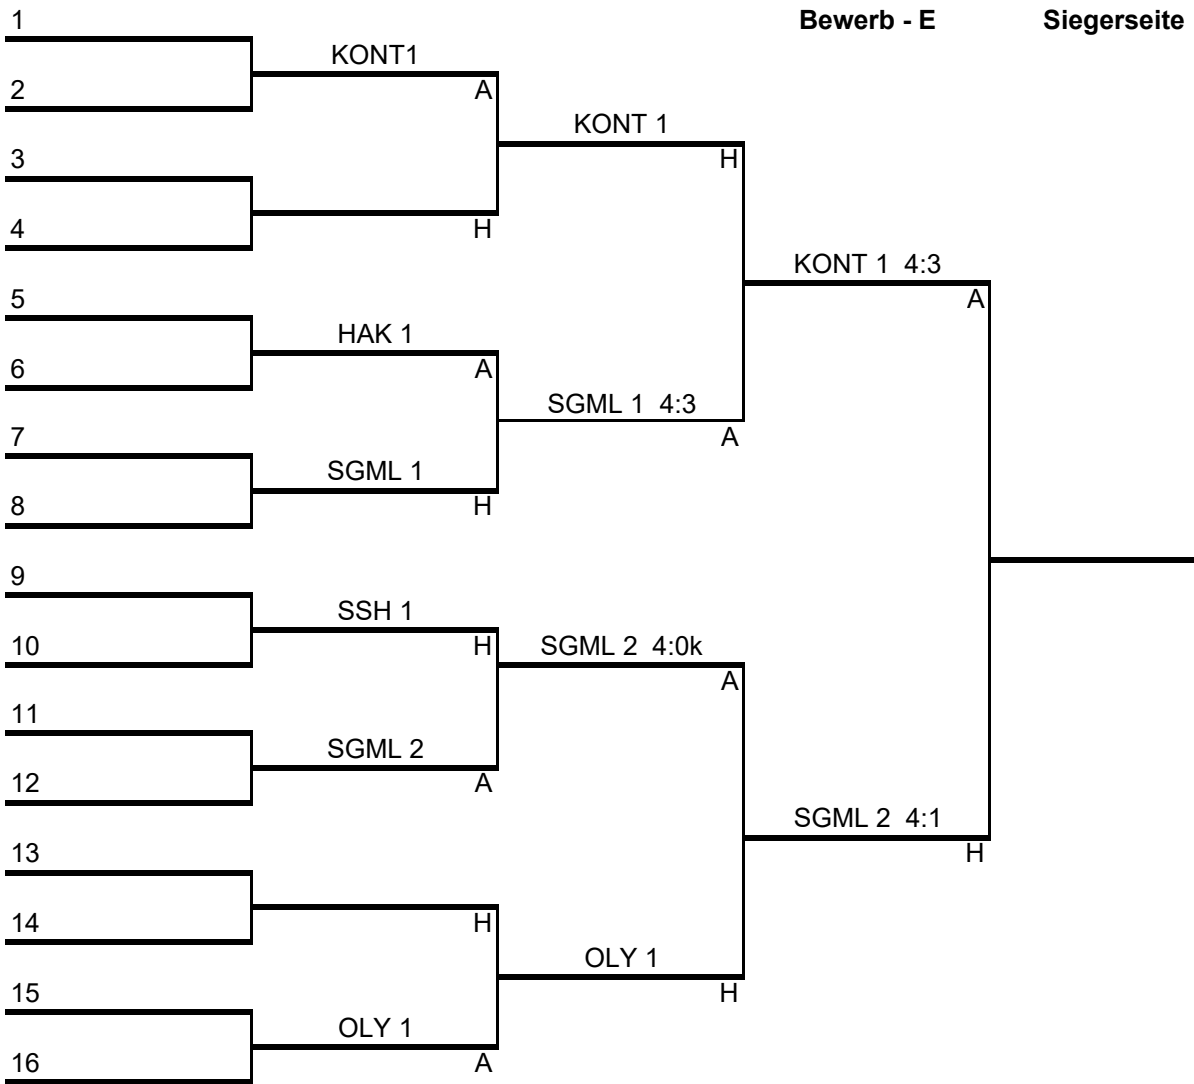 1
Bewerb - E
Siegerseite
KONT1
2
A
KONT 1
3
H
4
H
KONT 1 4:3
5
A
HAK 1
6
A
SGML 1 4:3
7
A
SGML 1
8
H
9
SSH 1
10
H
SGML 2 4:0k
A
11
SGML 2
12
A
SGML 2 4:1
13
H
14
H
OLY 1
15
H
OLY 1
16
A